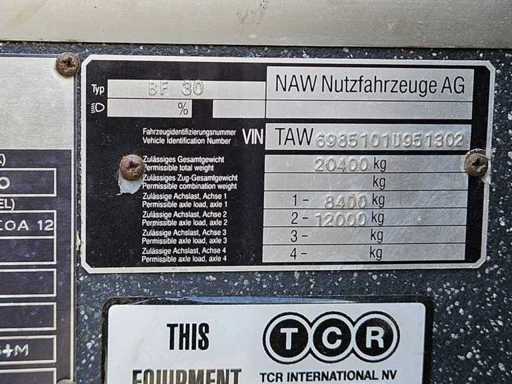 Typ BF 30 NAW Nutzfahrzeuge AG
%
Fahrzeugidentifizierungsnummer
Vehicle Identification Number VIN TAW6985101U951302
Zulässiges Gesamtgewicht
Permissible total weight 20400 kg
Zulässiges Zug-Gesamtgewicht
Permissible combination weight kg
Zulässige Achslast, Achse 1
Permissible axle load, axle 1 1- 8400 kg
Zulässige Achslast, Achse 2
Permissible axle load, axle 2 2- 12000 kg
Zulässige Achslast, Achse 3
Permissible axle load, axle 3 3- kg
Zulässige Achslast, Achse 4
Permissible axle load, axle 4 4- kg
COA 12
THIS
EQUIPMENT
TCR
TCR INTERNATIONAL NV